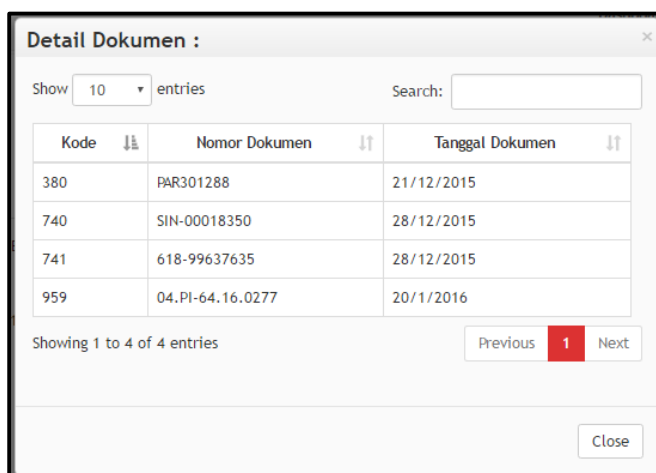 Detail Dokumen :
×
Show 10 entries Search:
Kode Nomor Dokumen Tanggal Dokumen
380 PAR301288 21/12/2015
740 SIN-00018350 28/12/2015
741 618-99637635 28/12/2015
959 04.PI-64.16.0277 20/1/2016
Showing 1 to 4 of 4 entries Previous 1 Next
Close